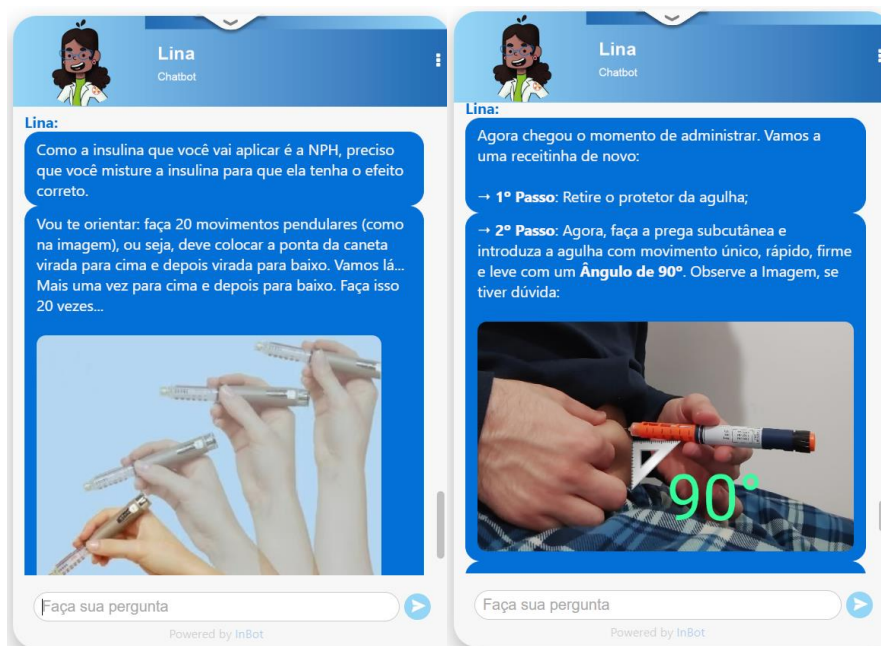 Lina
Chatbot
Lina:
Como a insulina que você vai aplicar é a NPH, preciso
que você misture a insulina para que ela tenha o efeito
correto.
Vou te orientar: faça 20 movimentos pendulares (como
na imagem), ou seja, deve colocar a ponta da caneta
virada para cima e depois virada para baixo. Vamos lá...
Mais uma vez para cima e depois para baixo. Faça isso
20 vezes...
Faça sua pergunta
Powered by InBot
Lina
Chatbot
Lina:
Agora chegou o momento de administrar. Vamos a
uma receitinha de novo:
→ 1º Passo: Retire o protetor da agulha;
→ 2º Passo: Agora, faça a prega subcutânea e
introduza a agulha com movimento único, rápido, firme
e leve com um Ângulo de 90º. Observe a Imagem, se
tiver dúvida:
90°
Faça sua pergunta
Powered by InBot